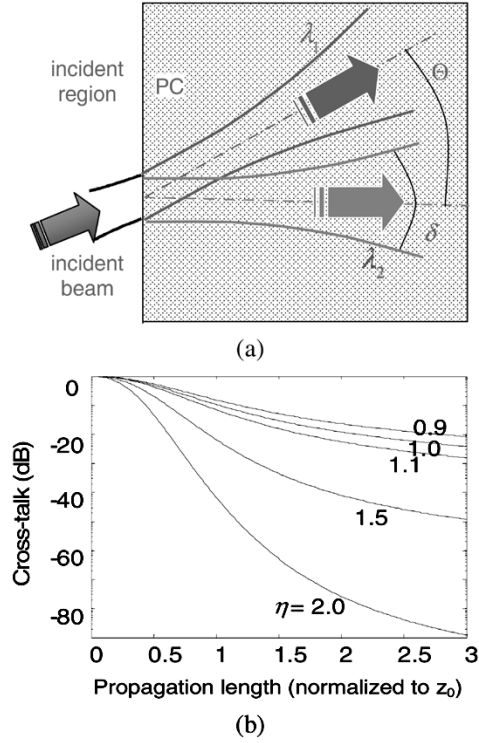 λ₁
Θ
incident
region
PC
incident
beam
δ
λ₂
(a)
0
-20
-40
-60
-80
Cross-talk (dB)
0.9
1.0
1.1
1.5
η= 2.0
0 0.5 1 1.5 2 2.5 3
Propagation length (normalized to z₀)
(b)